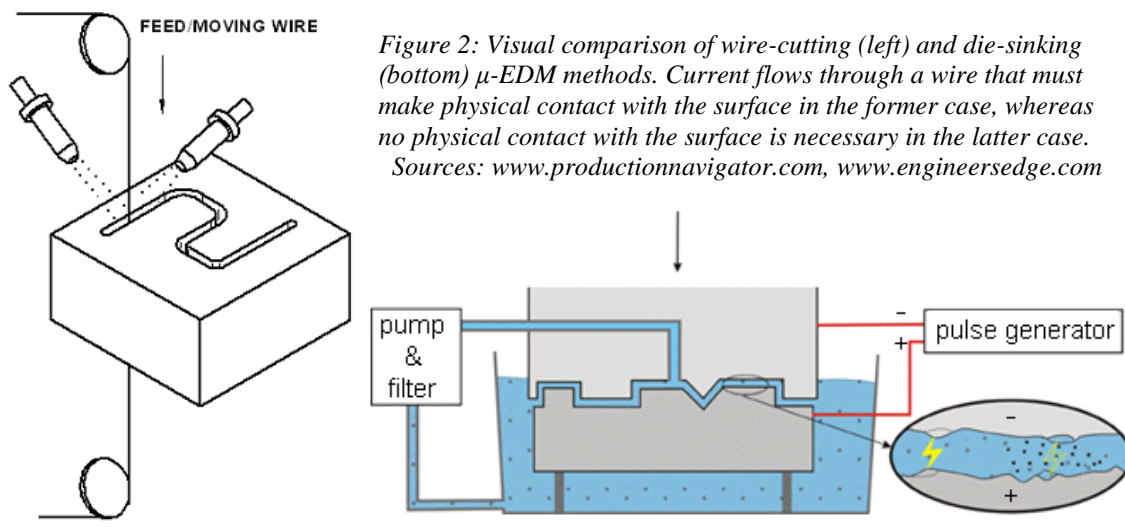 FEED/MOVING WIRE
Figure 2: Visual comparison of wire-cutting (left) and die-sinking
(bottom) μ-EDM methods. Current flows through a wire that must
make physical contact with the surface in the former case, whereas
no physical contact with the surface is necessary in the latter case.
Sources: www.productionnavigator.com, www.engineersedge.com
pump
&
filter
-
+
pulse generator
-
+